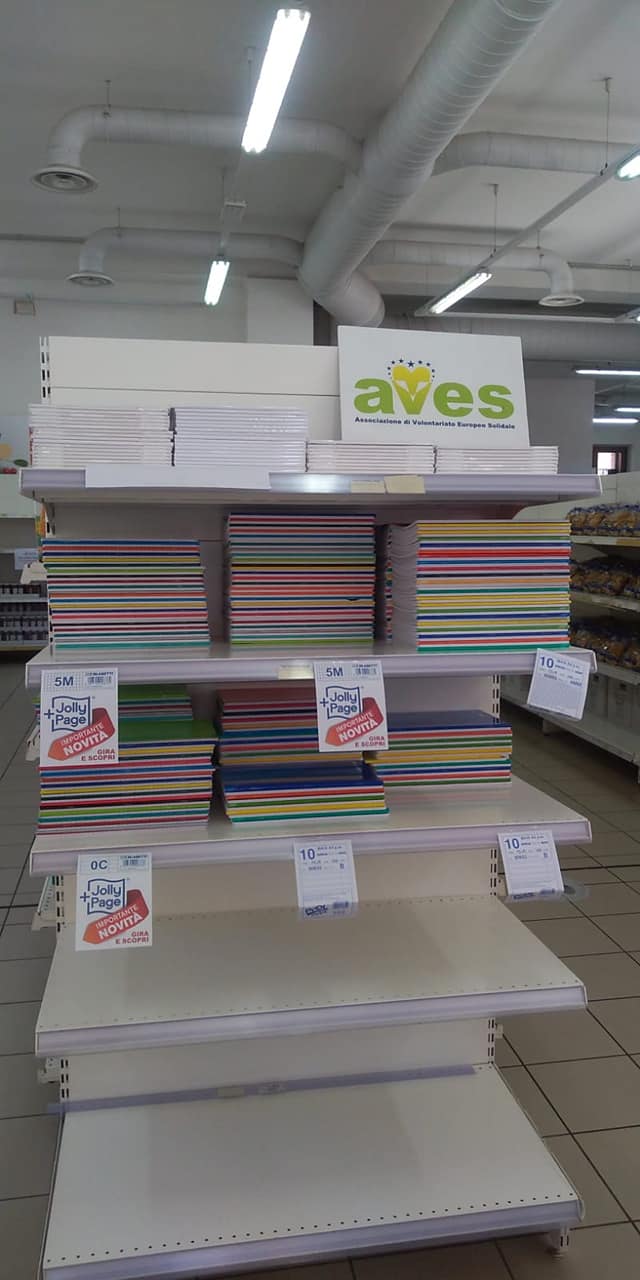 aves
Associazione di Volontariato Europeo Solidale
5M
+Jolly
Page
IMPORTANTE
NOVITÀ
GIRA
E SCOPRI
5M
+Jolly
Page
IMPORTANTE
NOVITÀ
GIRA
E SCOPRI
10
0C
+Jolly
Page
IMPORTANTE
NOVITÀ
GIRA
E SCOPRI
10
10